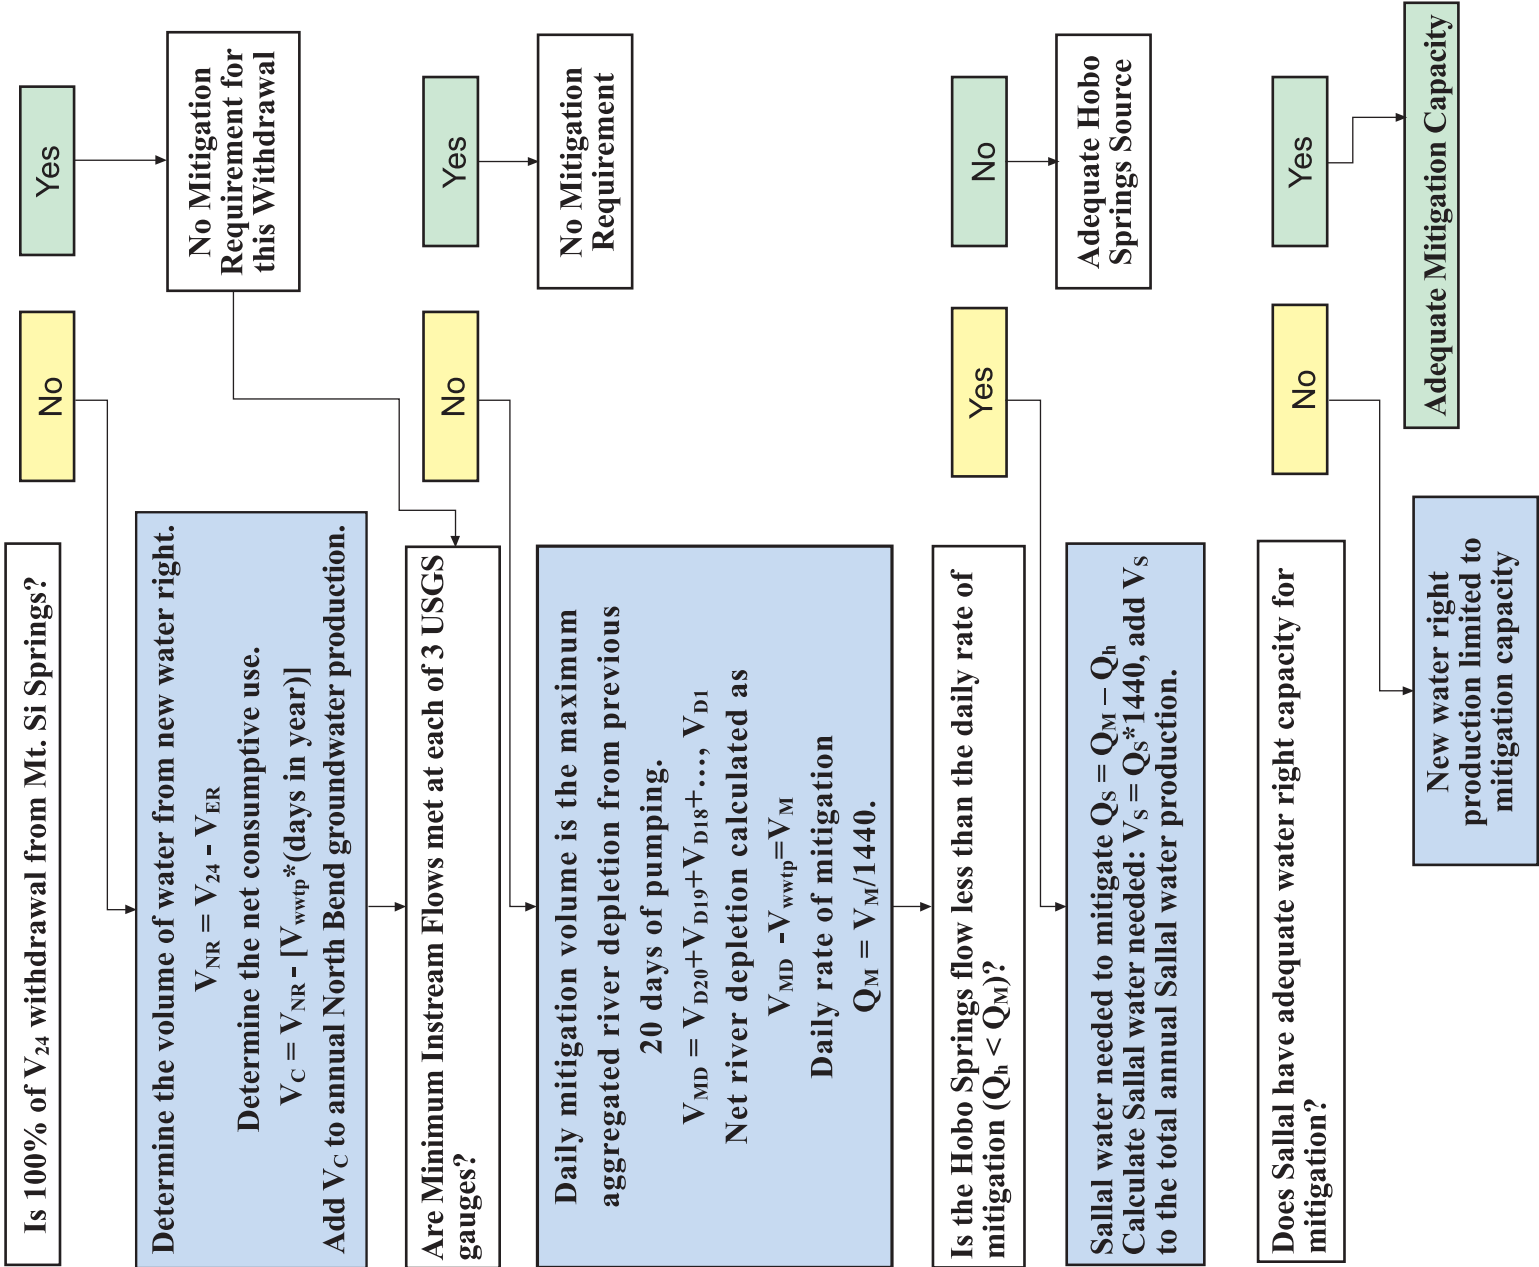 Is 100% of V24 withdrawal from Mt. Si Springs?
No
Yes
Determine the volume of water from new water right.
VNR = V24 - VER
Determine the net consumptive use.
VC = VNR - [Vwwtp*(days in year)]
Add VC to annual North Bend groundwater production.
No Mitigation
Requirement for
this Withdrawal
Are Minimum Instream Flows met at each of 3 USGS
gauges?
No
Yes
Daily mitigation volume is the maximum
aggregated river depletion from previous
20 days of pumping.
VMD = VD20+VD19+VD18+..., VD1
Net river depletion calculated as
VMD -Vwwtp=VM
Daily rate of mitigation
QM = VM/1440.
No Mitigation
Requirement
Is the Hobo Springs flow less than the daily rate of
mitigation (Qh < QM)?
Yes
No
Sallal water needed to mitigate QS = QM – Qh
Calculate Sallal water needed: VS = QS*1440, add VS
to the total annual Sallal water production.
Adequate Hobo
Springs Source
Does Sallal have adequate water right capacity for
mitigation?
No
Yes
New water right
production limited to
mitigation capacity
Adequate Mitigation Capacity